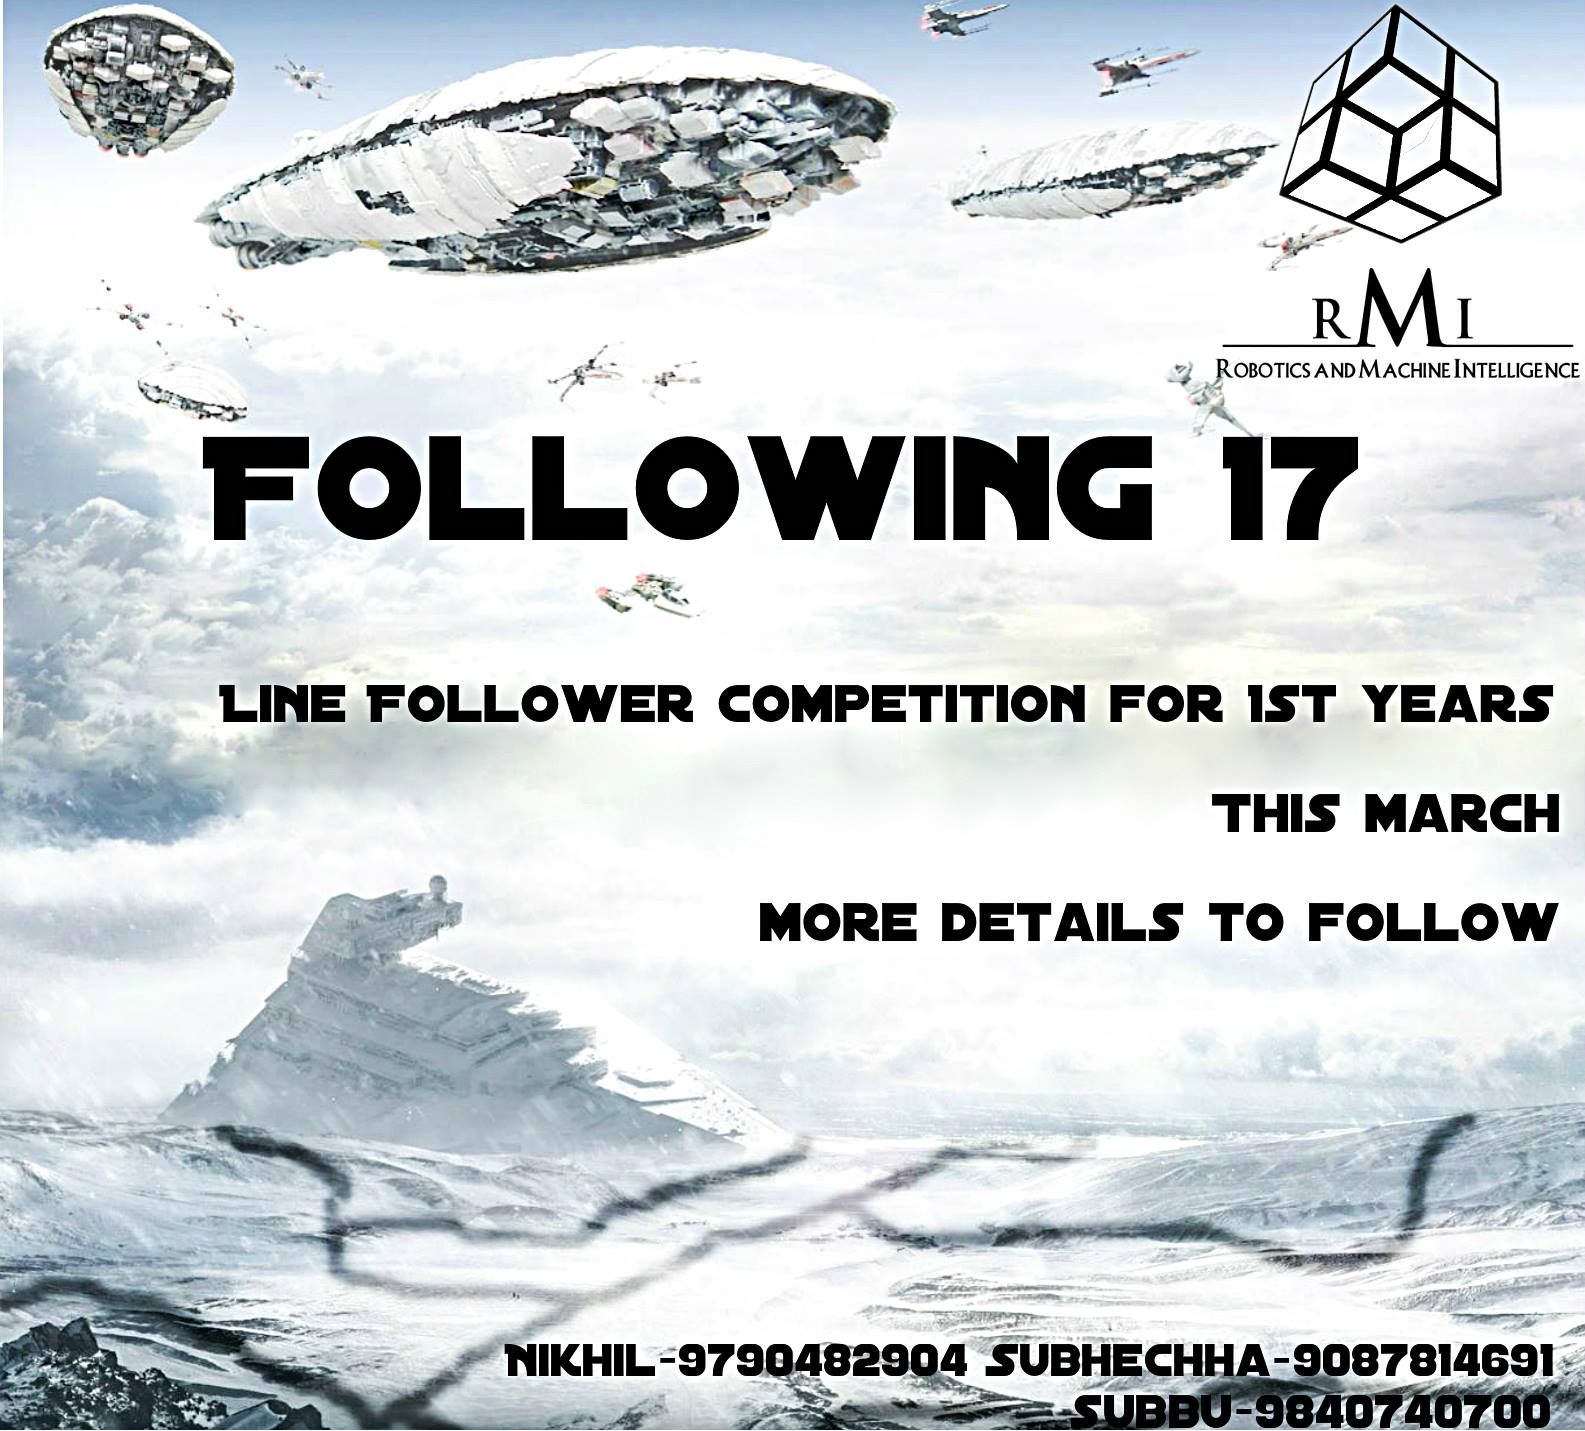 RMI
ROBOTICS AND MACHINE INTELLIGENCE
FOLLOWING 17
LINE FOLLOWER COMPETITION FOR 1ST YEARS
THIS MARCH
MORE DETAILS TO FOLLOW
NIKHIL-9790482904 SUBHECHHA-9087814691
SUBBU-9840740700